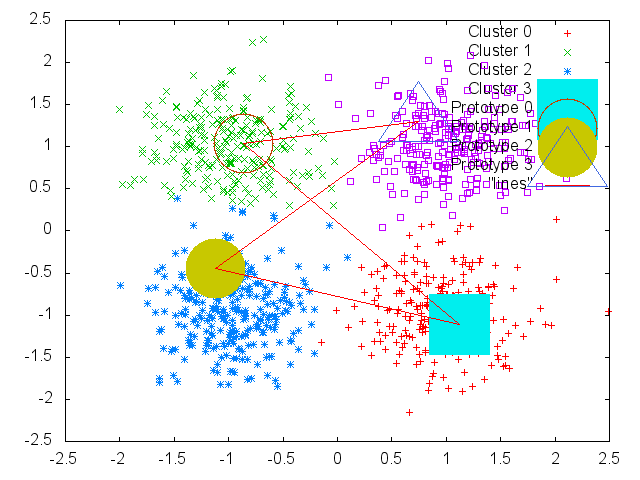 2.5
2
1.5
1
0.5
0
-0.5
-1
-1.5
-2
-2.5
-2.5
-2
-1.5
-1
-0.5
0
0.5
1
1.5
2
2.5
Cluster 0
Cluster 1
Cluster 2
Cluster 3
Prototype 0
Prototype 1
Prototype 2
Prototype 3
"lines"